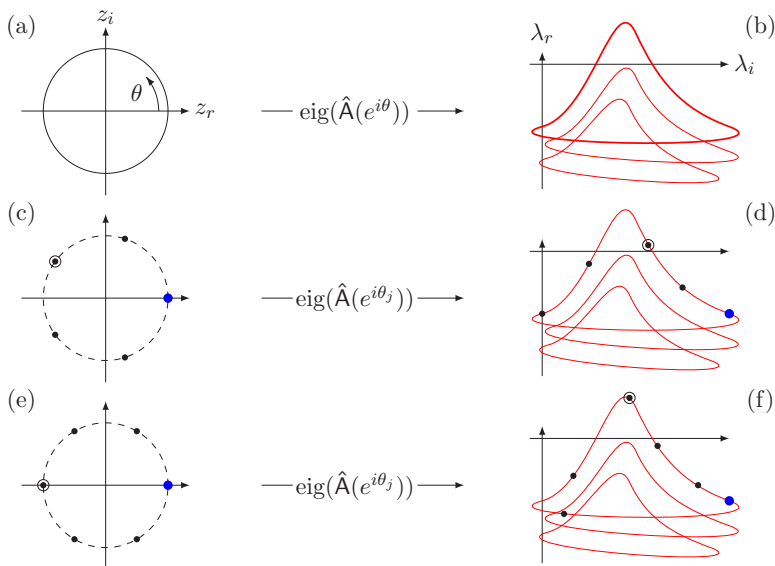 (a) z_i θ z_r eig(Â(e^{iθ})) λ_r λ_i (b)
(c) eig(Â(e^{iθ_j})) (d)
(e) eig(Â(e^{iθ_j})) (f)